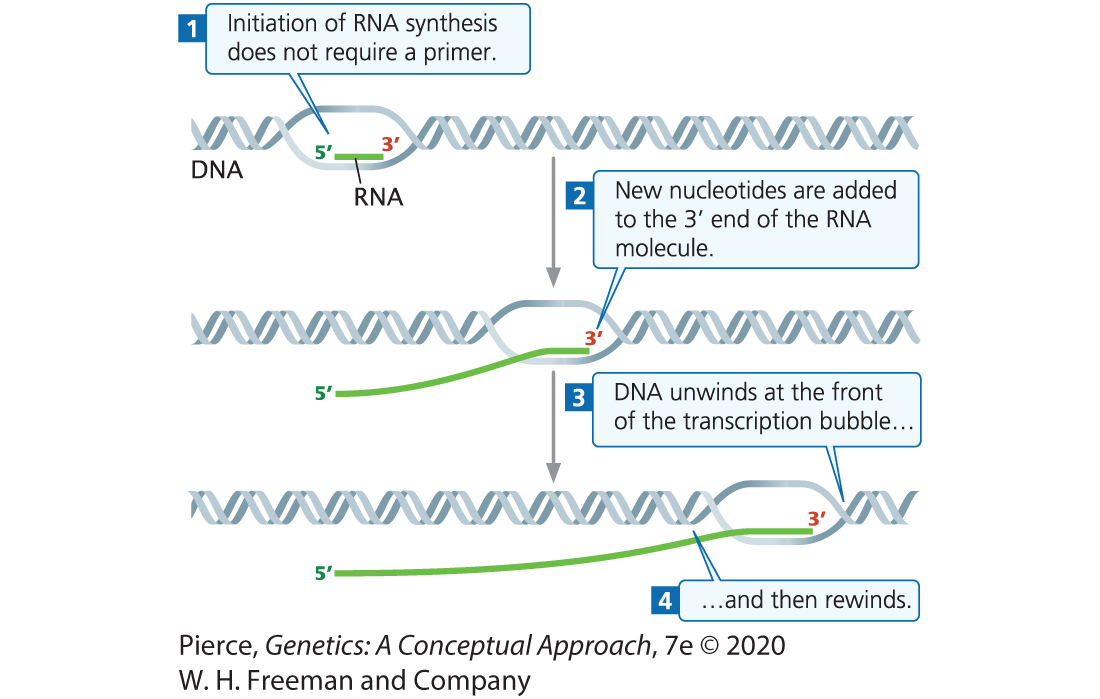 1
Initiation of RNA synthesis
does not require a primer.
5′
3′
DNA
RNA
2
New nucleotides are added
to the 3′ end of the RNA
molecule.
3′
5′
3
DNA unwinds at the front
of the transcription bubble…
3′
5′
4
…and then rewinds.
Pierce, Genetics: A Conceptual Approach, 7e © 2020
W. H. Freeman and Company